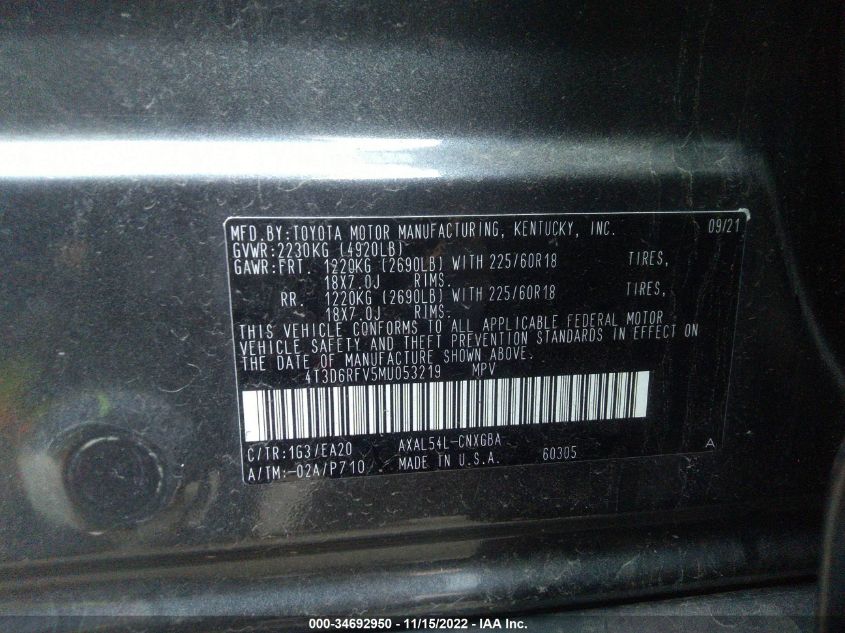 MFD. BY:TOYOTA MOTOR MANUFACTURING, KENTUCKY, INC. 09/21
GVWR:2230KG (4920LB)
GAWR:FRT. 1220KG (2690LB) WITH 225/60R18 TIRES,
18X7.0J RIMS.
RR. 1220KG (2690LB) WITH 225/60R18 TIRES,
18X7.0J RIMS.
THIS VEHICLE CONFORMS TO ALL APPLICABLE FEDERAL MOTOR
VEHICLE SAFETY AND THEFT PREVENTION STANDARDS IN EFFECT ON
THE DATE OF MANUFACTURE SHOWN ABOVE.
4T3D6RFV5MU053219 MPV
C/TR:1G3/EA20 AXAL54L-CNXGBA A
A/TM:-02A/P710 MADE IN U.S.A. 60305
000-34692950 - 11/15/2022 - IAA Inc.